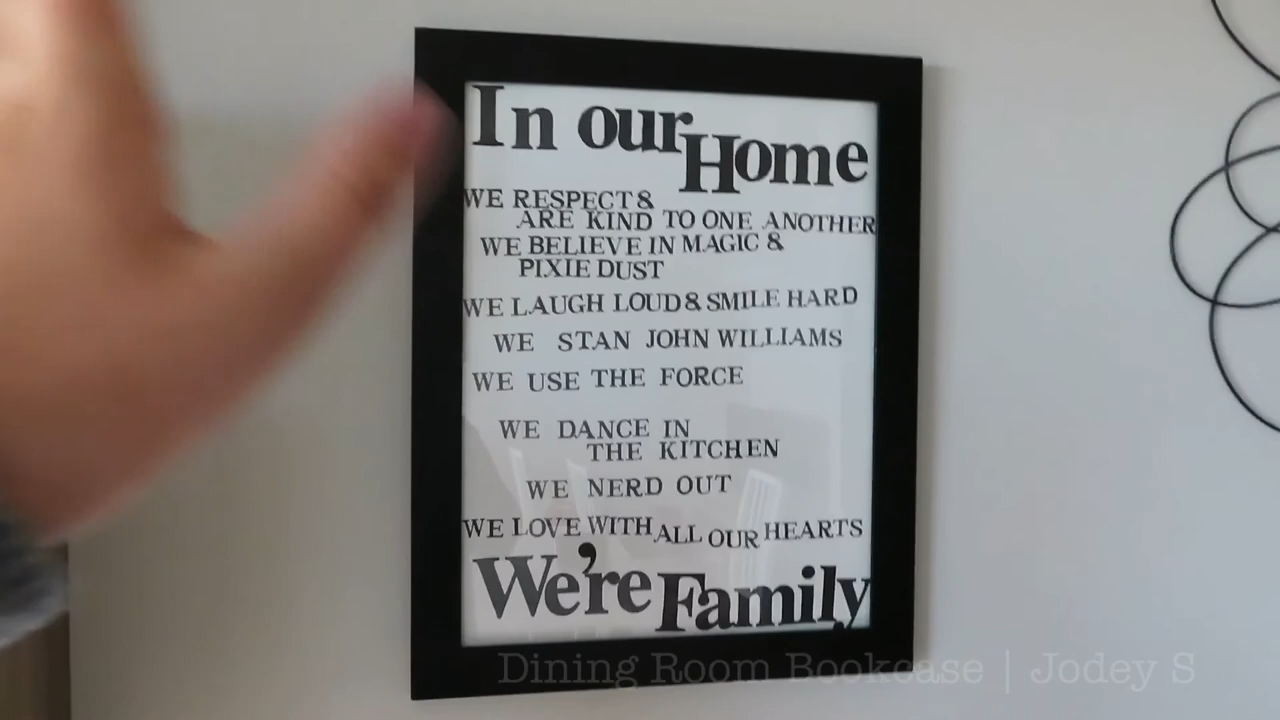 In our Home
WE RESPECT &
ARE KIND TO ONE ANOTHER
WE BELIEVE IN MAGIC &
PIXIE DUST
WE LAUGH LOUD & SMILE HARD
WE STAN JOHN WILLIAMS
WE USE THE FORCE
WE DANCE IN
THE KITCHEN
WE NERD OUT
WE LOVE WITH ALL OUR HEARTS
We're Family
Dining Room Bookcase | Jodey S